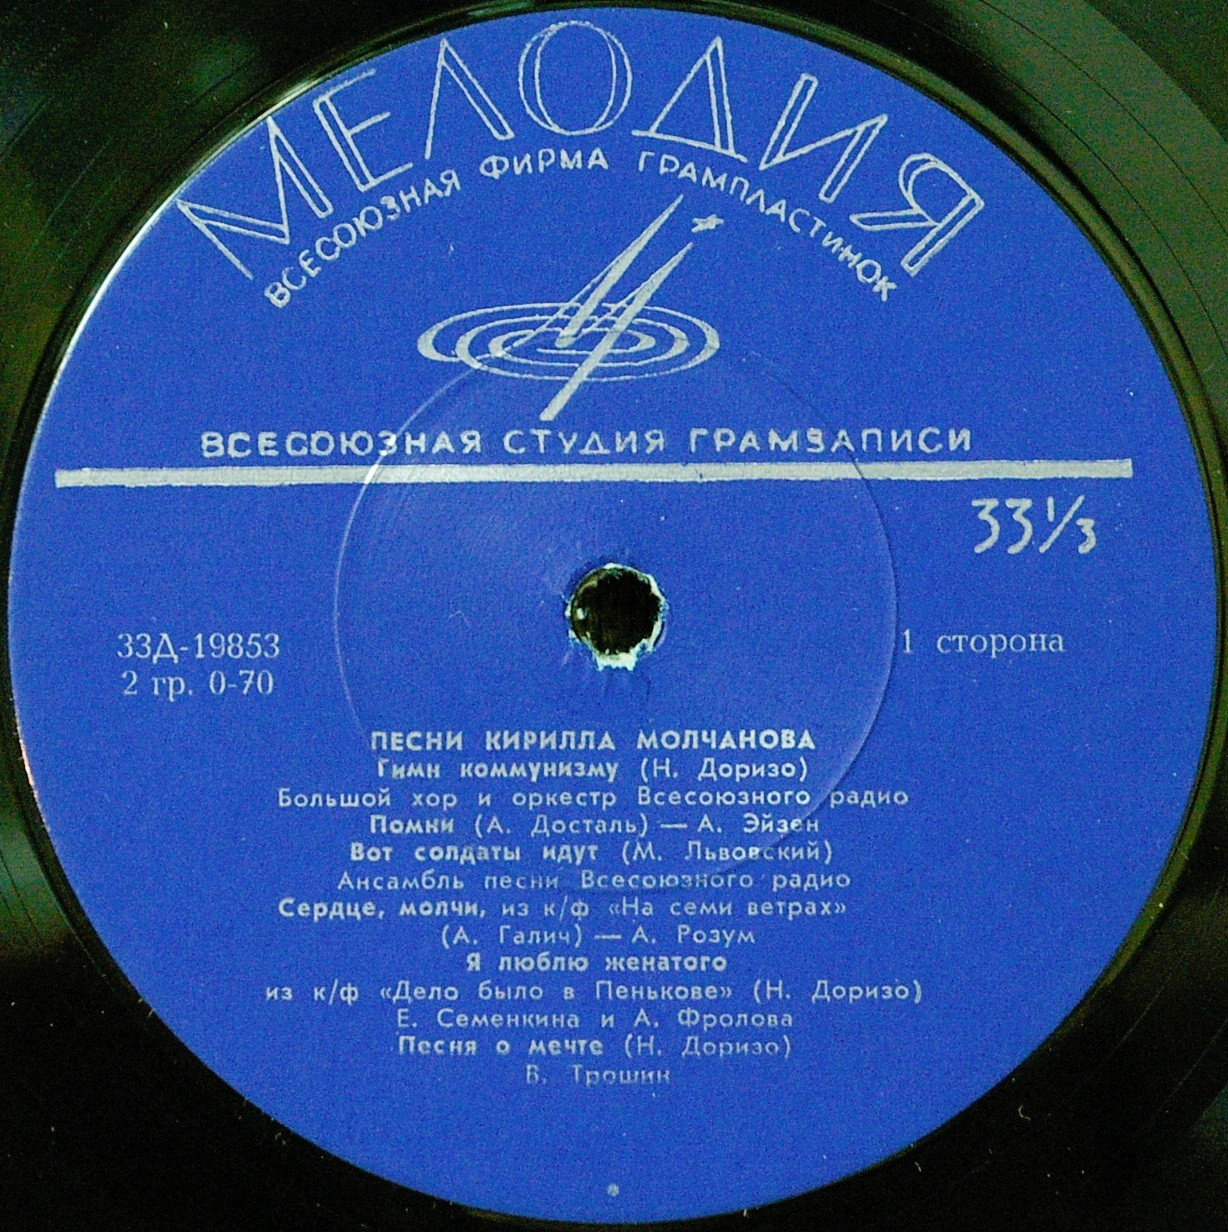 МЕЛОДИЯ
ВСЕСОЮЗНАЯ ФИРМА ГРАМПЛАСТИНОК
ВСЕСОЮЗНАЯ СТУДИЯ ГРАМЗАПИСИ
33⅓
33Д-19853
2 гр. 0-70
1 сторона
ПЕСНИ КИРИЛЛА МОЛЧАНОВА
Гимн коммунизму (Н. Доризо)
Большой хор и оркестр Всесоюзного радио
Помни (А. Досталь) — А. Эйзен
Вот солдаты идут (М. Львовский)
Ансамбль песни Всесоюзного радио
Сердце, молчи, из к/ф «На семи ветрах»
(А. Галич) — А. Розум
Я люблю женатого
из к/ф «Дело было в Пенькове» (Н. Доризо)
Е. Семенкина и А. Фролова
Песня о мечте (Н. Доризо)
В. Трошин